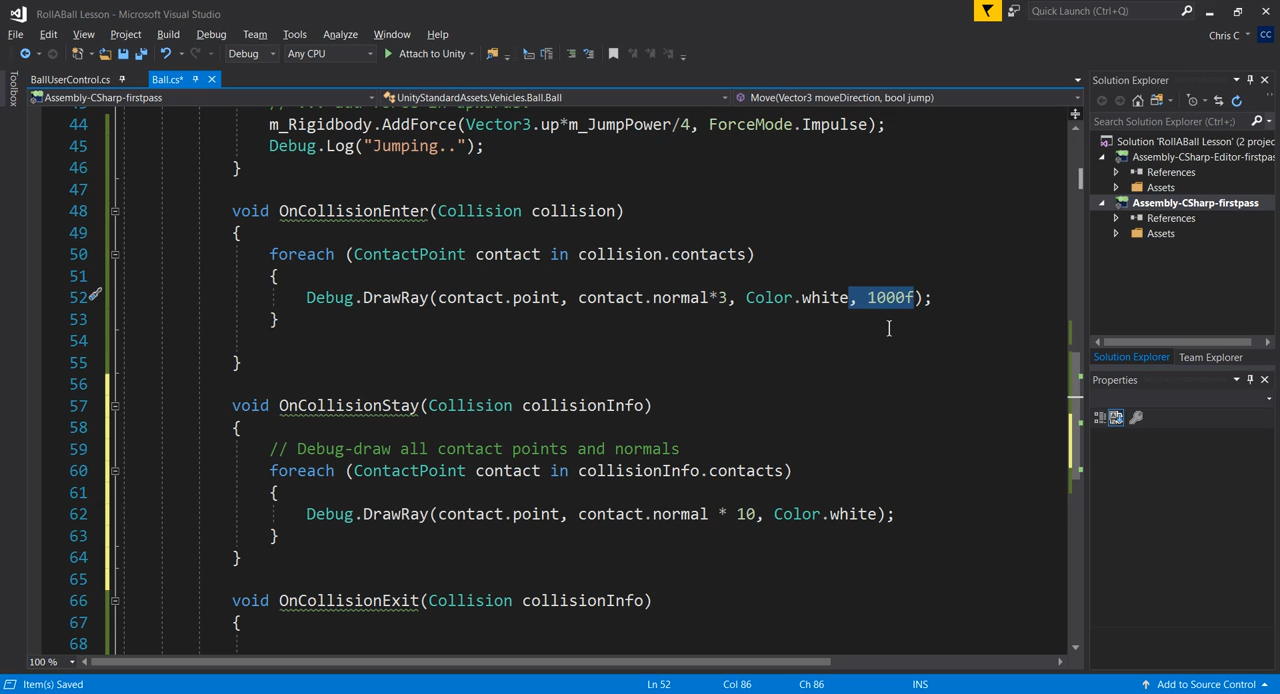 RollABall Lesson - Microsoft Visual Studio
Quick Launch (Ctrl+Q)
File Edit View Project Build Debug Team Tools Analyze Window Help
Chris C CC
Debug Any CPU Attach to Unity
Toolbox
BallUserControl.cs Ball.cs*
Assembly-CSharp-firstpass UnityStandardAssets.Vehicles.Ball.Ball Move(Vector3 moveDirection, bool jump)
44 m_Rigidbody.AddForce(Vector3.up*m_JumpPower/4, ForceMode.Impulse);
45 Debug.Log("Jumping..");
46 }
47
48 void OnCollisionEnter(Collision collision)
49 {
50 foreach (ContactPoint contact in collision.contacts)
51 {
52 Debug.DrawRay(contact.point, contact.normal*3, Color.white, 1000f);
53 }
54
55 }
56
57 void OnCollisionStay(Collision collisionInfo)
58 {
59 // Debug-draw all contact points and normals
60 foreach (ContactPoint contact in collisionInfo.contacts)
61 {
62 Debug.DrawRay(contact.point, contact.normal * 10, Color.white);
63 }
64 }
65
66 void OnCollisionExit(Collision collisionInfo)
67 {
68
100 %
Solution Explorer
Search Solution Explorer (Ctrl+;)
Solution 'RollABall Lesson' (2 projec
Assembly-CSharp-Editor-firstpas
References
Assets
Assembly-CSharp-firstpass
References
Assets
Solution Explorer Team Explorer
Properties
Item(s) Saved Ln 52 Col 86 Ch 86 INS Add to Source Control